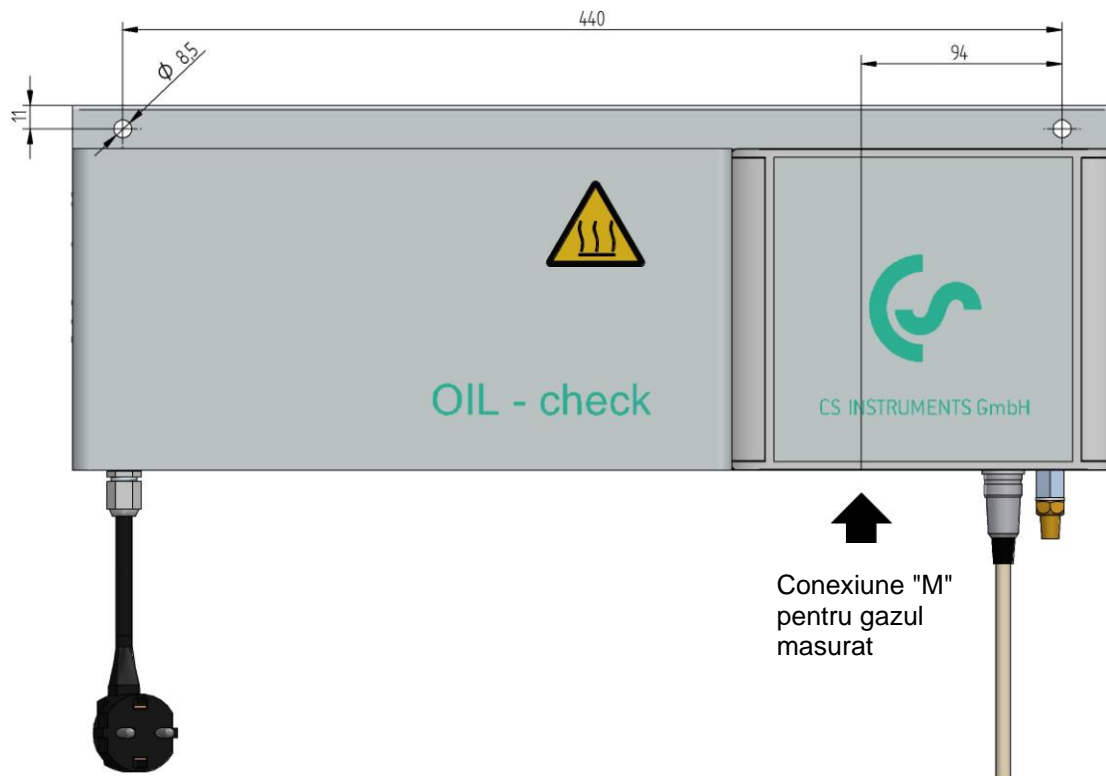 440
94
Φ 8,5
11
OIL - check
CS INSTRUMENTS GmbH
Conexiune "M"
pentru gazul
masurat